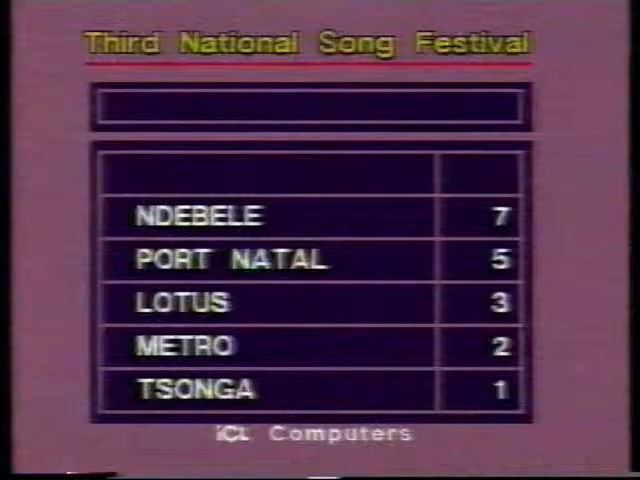 Third National Song Festival
NDEBELE 7
PORT NATAL 5
LOTUS 3
METRO 2
TSONGA 1
iCL Computers